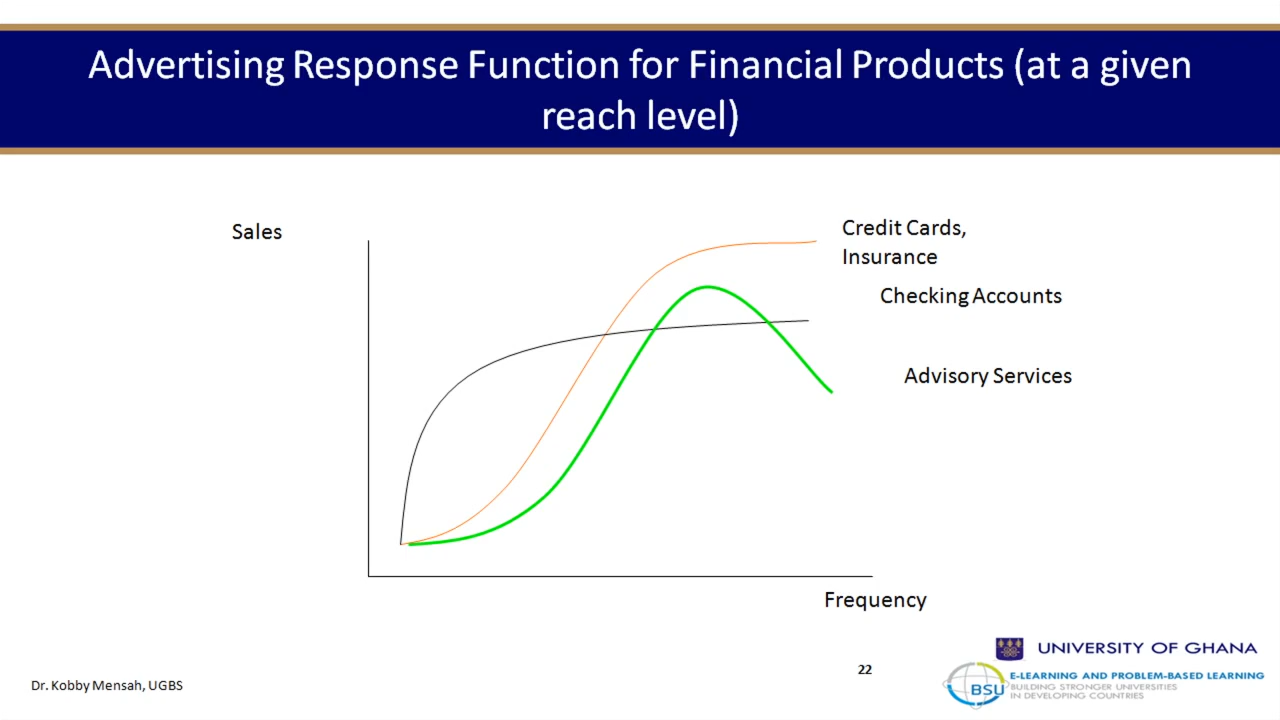 Advertising Response Function for Financial Products (at a given
reach level)
Sales
Credit Cards,
Insurance
Checking Accounts
Advisory Services
Frequency
22
Dr. Kobby Mensah, UGBS
UNIVERSITY OF GHANA
BSU
E-LEARNING AND PROBLEM-BASED LEARNING
BUILDING STRONGER UNIVERSITIES
IN DEVELOPING COUNTRIES